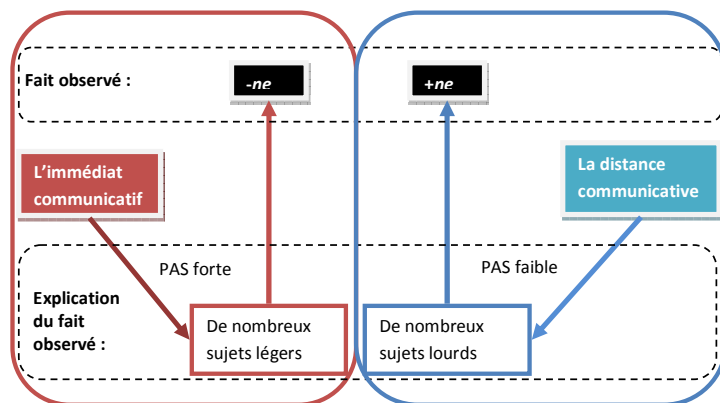 Fait observé :
-ne
+ne
L'immédiat
communicatif
La distance
communicative
PAS forte
PAS faible
Explication
du fait
observé :
De nombreux
sujets légers
De nombreux
sujets lourds